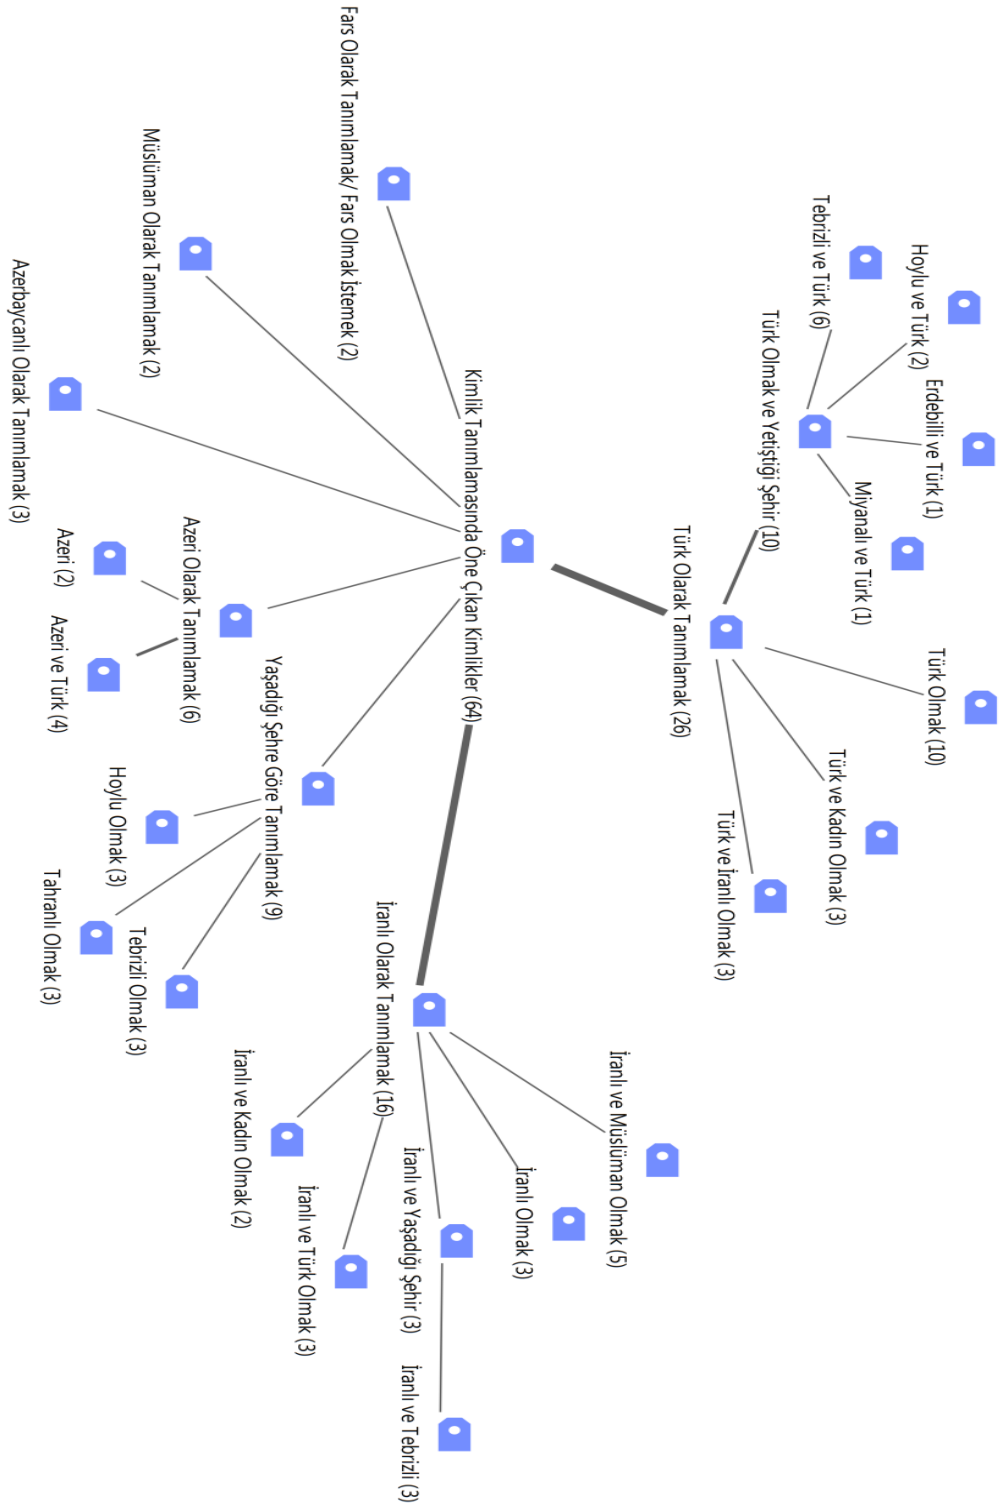 Türk Olmak (10)
Erdebilli ve Türk (1)
Hoylu ve Türk (2)
Miyanalı ve Türk (1)
Türk ve Kadın Olmak (3)
Tebrizli ve Türk (6)
Türk Olmak ve Yetiştiği Şehir (10)
Türk ve İranlı Olmak (3)
Türk Olarak Tanımlamak (26)
İranlı ve Müslüman Olmak (5)
İranlı Olmak (3)
Kimlik Tanımlamasında Öne Çıkan Kimlikler (64)
İranlı ve Yaşadığı Şehir (3)
İranlı ve Tebrizli (3)
İranlı Olarak Tanımlamak (16)
Fars Olarak Tanımlamak/ Fars Olmak İstemek (2)
İranlı ve Türk Olmak (3)
Yaşadığı Şehre Göre Tanımlamak (9)
İranlı ve Kadın Olmak (2)
Azeri Olarak Tanımlamak (6)
Müslüman Olarak Tanımlamak (2)
Tebrizli Olmak (3)
Hoylu Olmak (3)
Azeri (2)
Azeri ve Türk (4)
Tahranlı Olmak (3)
Azerbaycanlı Olarak Tanımlamak (3)